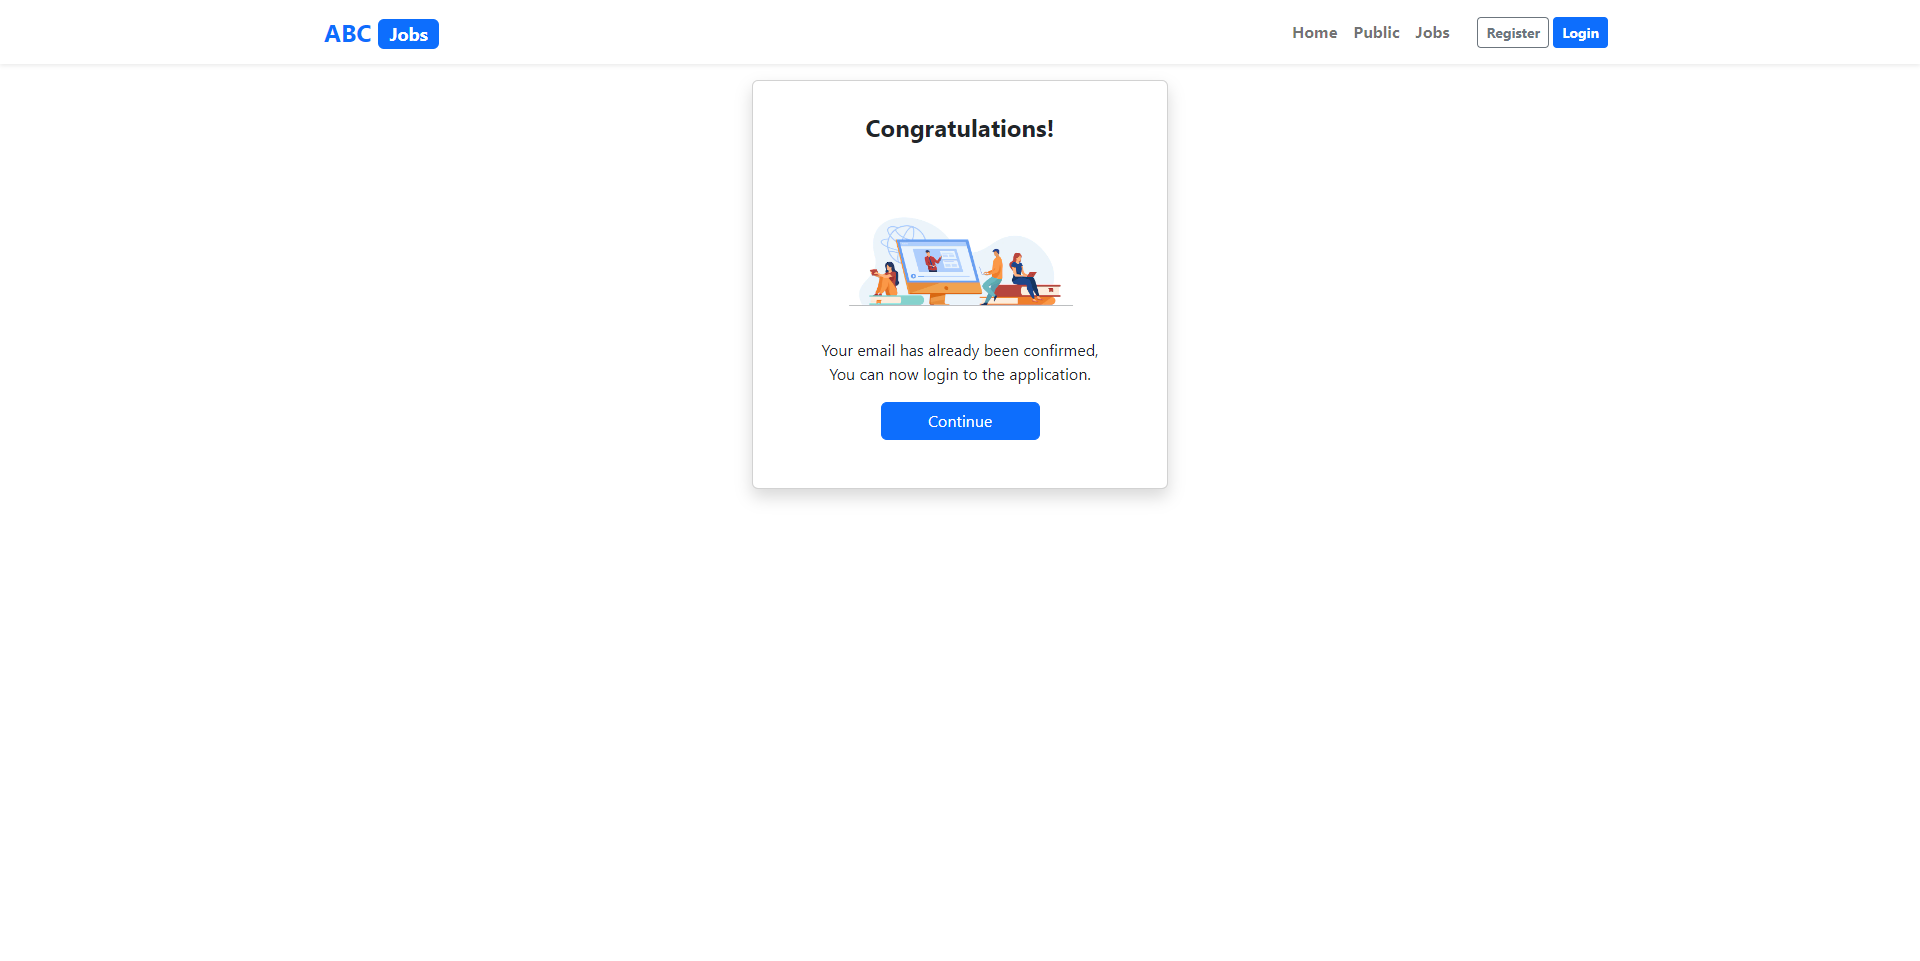 ABC Jobs
Home Public Jobs Register Login
Congratulations!
Your email has already been confirmed,
You can now login to the application.
Continue